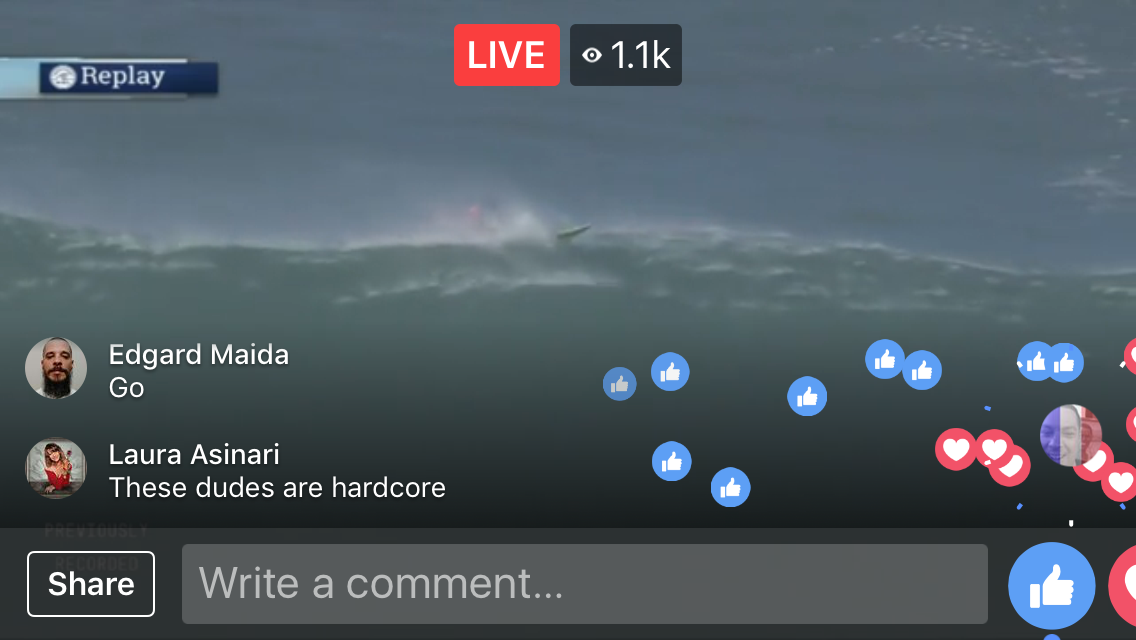 LIVE
1.1k
Replay
Edgard Maida
Go
Laura Asinari
These dudes are hardcore
PREVIOUSLY
RECORDED
Share
Write a comment...